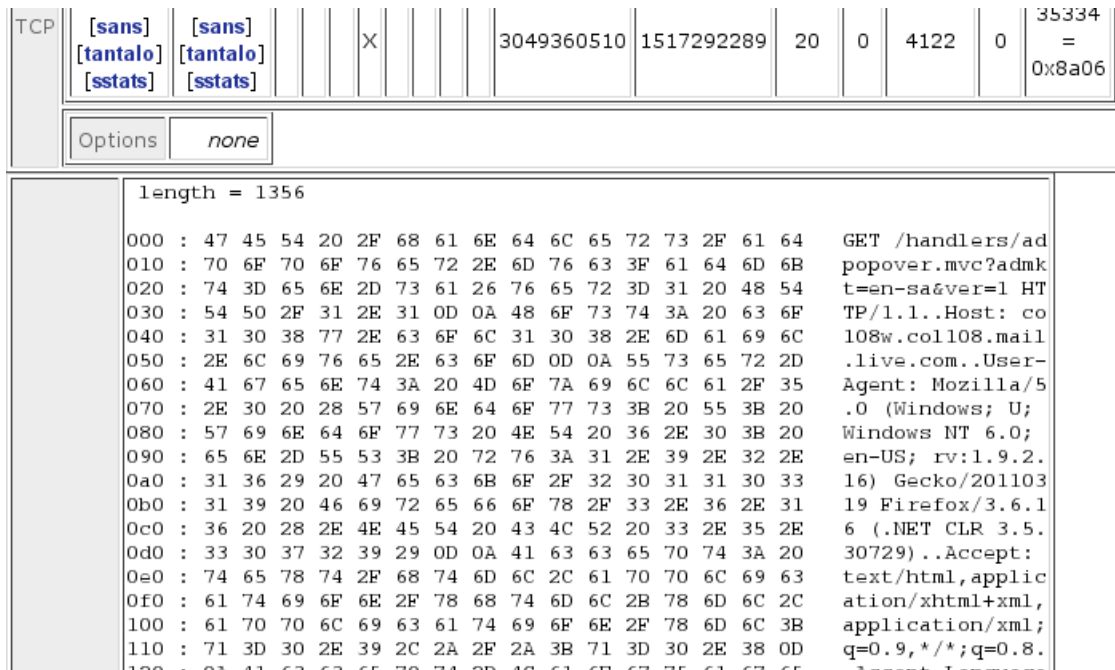 TCP [sans] [sans] X 3049360510 1517292289 20 0 4122 0 35334
[tantalo] [tantalo] =
[sstats] [sstats] 0x8a06
Options none
length = 1356
000 : 47 45 54 20 2F 68 61 6E 64 6C 65 72 73 2F 61 64 GET /handlers/ad
010 : 70 6F 70 6F 76 65 72 2E 6D 76 63 3F 61 64 6D 6B popover.mvc?admk
020 : 74 3D 65 6E 2D 73 61 26 76 65 72 3D 31 20 48 54 t=en-sa&ver=1 HT
030 : 54 50 2F 31 2E 31 0D 0A 48 6F 73 74 3A 20 63 6F TP/1.1..Host: co
040 : 31 30 38 77 2E 63 6F 6C 31 30 38 2E 6D 61 69 6C 108w.col108.mail
050 : 2E 6C 69 76 65 2E 63 6F 6D 0D 0A 55 73 65 72 2D .live.com..User-
060 : 41 67 65 6E 74 3A 20 4D 6F 7A 69 6C 6C 61 2F 35 Agent: Mozilla/5
070 : 2E 30 20 28 57 69 6E 64 6F 77 73 3B 20 55 3B 20 .0 (Windows; U;
080 : 57 69 6E 64 6F 77 73 20 4E 54 20 36 2E 30 3B 20 Windows NT 6.0;
090 : 65 6E 2D 55 53 3B 20 72 76 3A 31 2E 39 2E 32 2E en-US; rv:1.9.2.
0a0 : 31 36 29 20 47 65 63 6B 6F 2F 32 30 31 31 30 33 16) Gecko/201103
0b0 : 31 39 20 46 69 72 65 66 6F 78 2F 33 2E 36 2E 31 19 Firefox/3.6.1
0c0 : 36 20 28 2E 4E 45 54 20 43 4C 52 20 33 2E 35 2E 6 (.NET CLR 3.5.
0d0 : 33 30 37 32 39 29 0D 0A 41 63 63 65 70 74 3A 20 30729)..Accept:
0e0 : 74 65 78 74 2F 68 74 6D 6C 2C 61 70 70 6C 69 63 text/html,applic
0f0 : 61 74 69 6F 6E 2F 78 68 74 6D 6C 2B 78 6D 6C 2C ation/xhtml+xml,
100 : 61 70 70 6C 69 63 61 74 69 6F 6E 2F 78 6D 6C 3B application/xml;
110 : 71 3D 30 2E 39 2C 2A 2F 2A 3B 71 3D 30 2E 38 0D q=0.9,*/*;q=0.8.